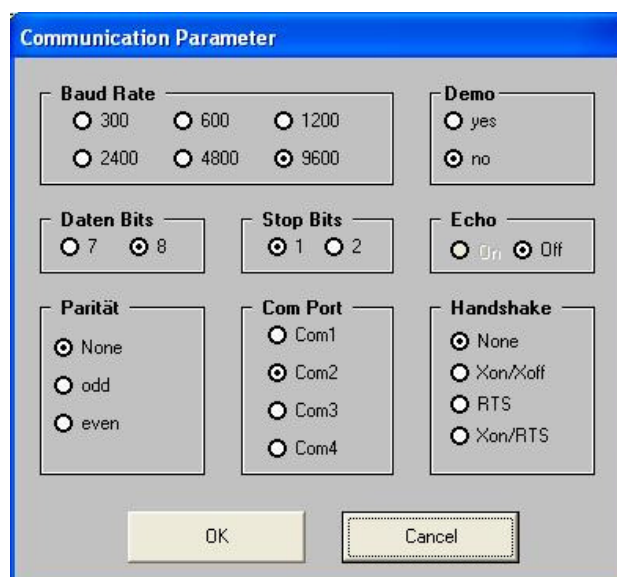 Communication Parameter
Baud Rate
300 600 1200
2400 4800 9600
Demo
yes
no
Daten Bits
7 8
Stop Bits
1 2
Echo
On Off
Parität
None
odd
even
Com Port
Com1
Com2
Com3
Com4
Handshake
None
Xon/Xoff
RTS
Xon/RTS
OK Cancel